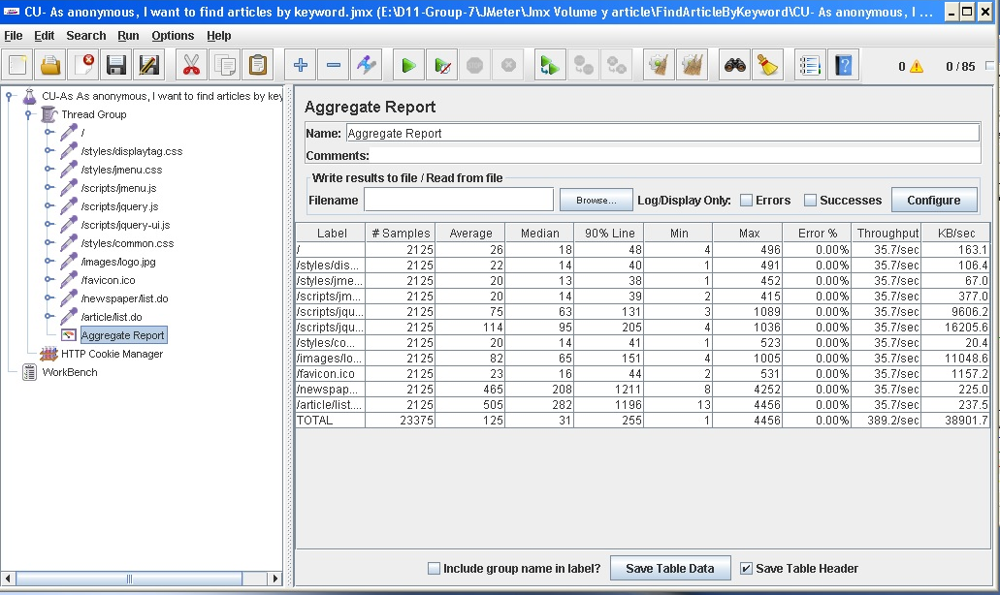 CU- As anonymous, I want to find articles by keyword.jmx (E:\D11-Group-7\JMeter\Jmx Volume y article\FindArticleByKeyword\CU- As anonymous, I ...
File Edit Search Run Options Help
0 0 / 85
CU-As As anonymous, I want to find articles by key
Thread Group
/
/styles/displaytag.css
/styles/jmenu.css
/scripts/jmenu.js
/scripts/jquery.js
/scripts/jquery-ui.js
/styles/common.css
/images/logo.jpg
/favicon.ico
/newspaper/list.do
/article/list.do
Aggregate Report
HTTP Cookie Manager
WorkBench
Aggregate Report
Name: Aggregate Report
Comments:
Write results to file / Read from file
Filename Browse... Log/Display Only: Errors Successes Configure
Label # Samples Average Median 90% Line Min Max Error % Throughput KB/sec
/ 2125 26 18 48 4 496 0.00% 35.7/sec 163.1
/styles/dis... 2125 22 14 40 1 491 0.00% 35.7/sec 106.4
/styles/jme... 2125 20 13 38 1 452 0.00% 35.7/sec 67.0
/scripts/jm... 2125 20 14 39 2 415 0.00% 35.7/sec 377.0
/scripts/jqu... 2125 75 63 131 3 1089 0.00% 35.7/sec 9606.2
/scripts/jqu... 2125 114 95 205 4 1036 0.00% 35.7/sec 16205.6
/styles/co... 2125 20 14 41 1 523 0.00% 35.7/sec 20.4
/images/lo... 2125 82 65 151 4 1005 0.00% 35.7/sec 11048.6
/favicon.ico 2125 23 16 44 2 531 0.00% 35.7/sec 1157.2
/newspap... 2125 465 208 1211 8 4252 0.00% 35.7/sec 225.0
/article/list.... 2125 505 282 1196 13 4456 0.00% 35.7/sec 237.5
TOTAL 23375 125 31 255 1 4456 0.00% 389.2/sec 38901.7
Include group name in label? Save Table Data Save Table Header